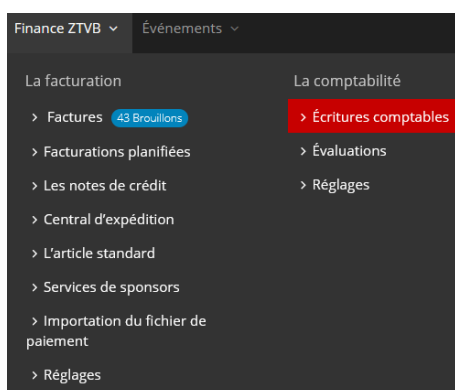 Finance ZTVB Événements
La facturation
Factures 43 Brouillons
Facturations planifiées
Les notes de crédit
Central d'expédition
L'article standard
Services de sponsors
Importation du fichier de
paiement
Réglages
La comptabilité
Écritures comptables
Évaluations
Réglages